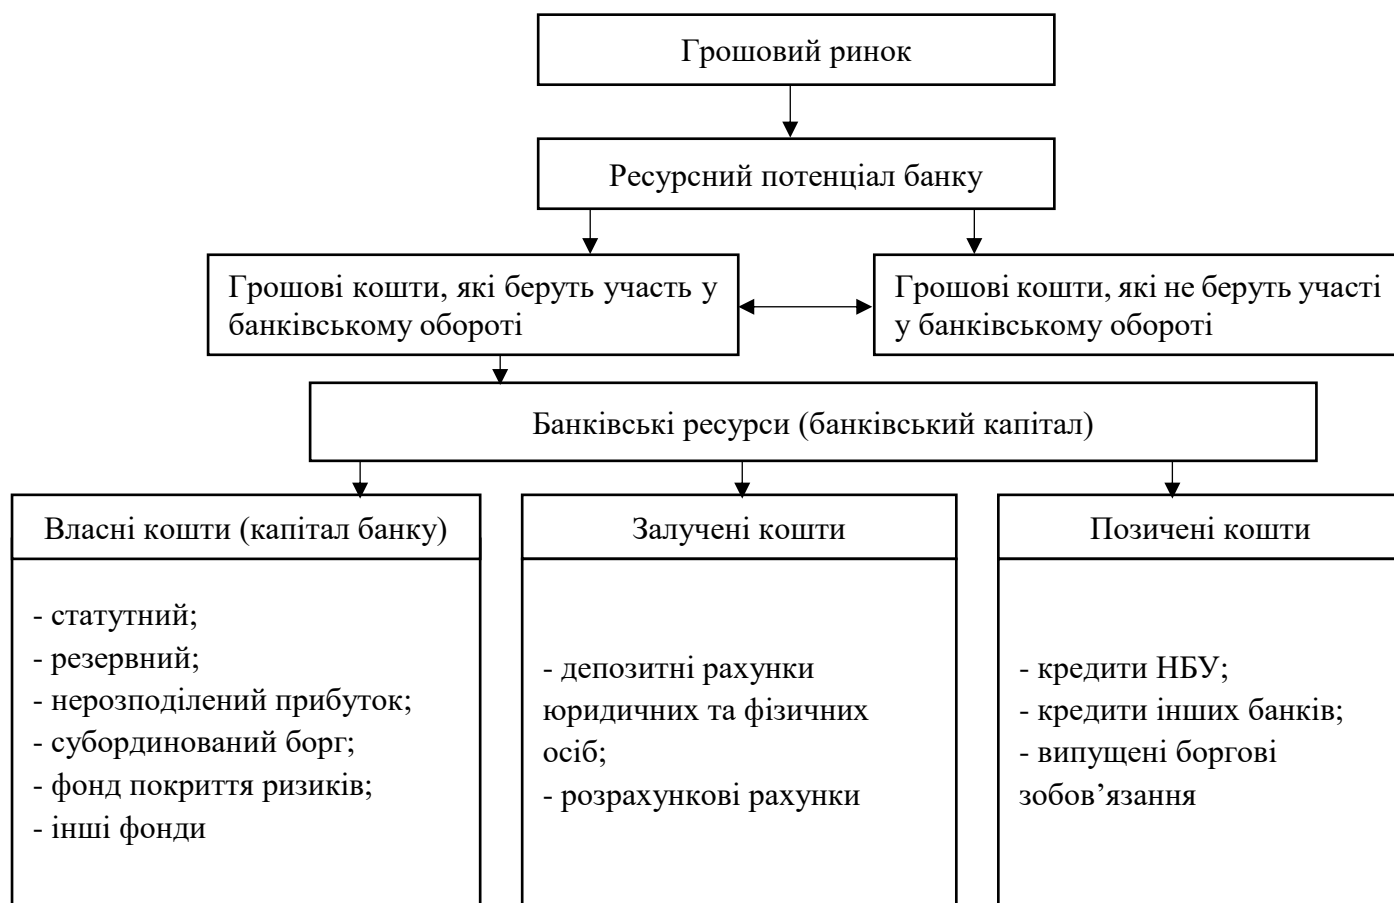 Грошовий ринок
Ресурсний потенціал банку
Грошові кошти, які беруть участь у
банківському обороті
Грошові кошти, які не беруть участі
у банківському обороті
Банківські ресурси (банківський капітал)
Власні кошти (капітал банку)
- статутний;
- резервний;
- нерозподілений прибуток;
- субординований борг;
- фонд покриття ризиків;
- інші фонди
Залучені кошти
- депозитні рахунки
юридичних та фізичних
осіб;
- розрахункові рахунки
Позичені кошти
- кредити НБУ;
- кредити інших банків;
- випущені боргові
зобов’язання